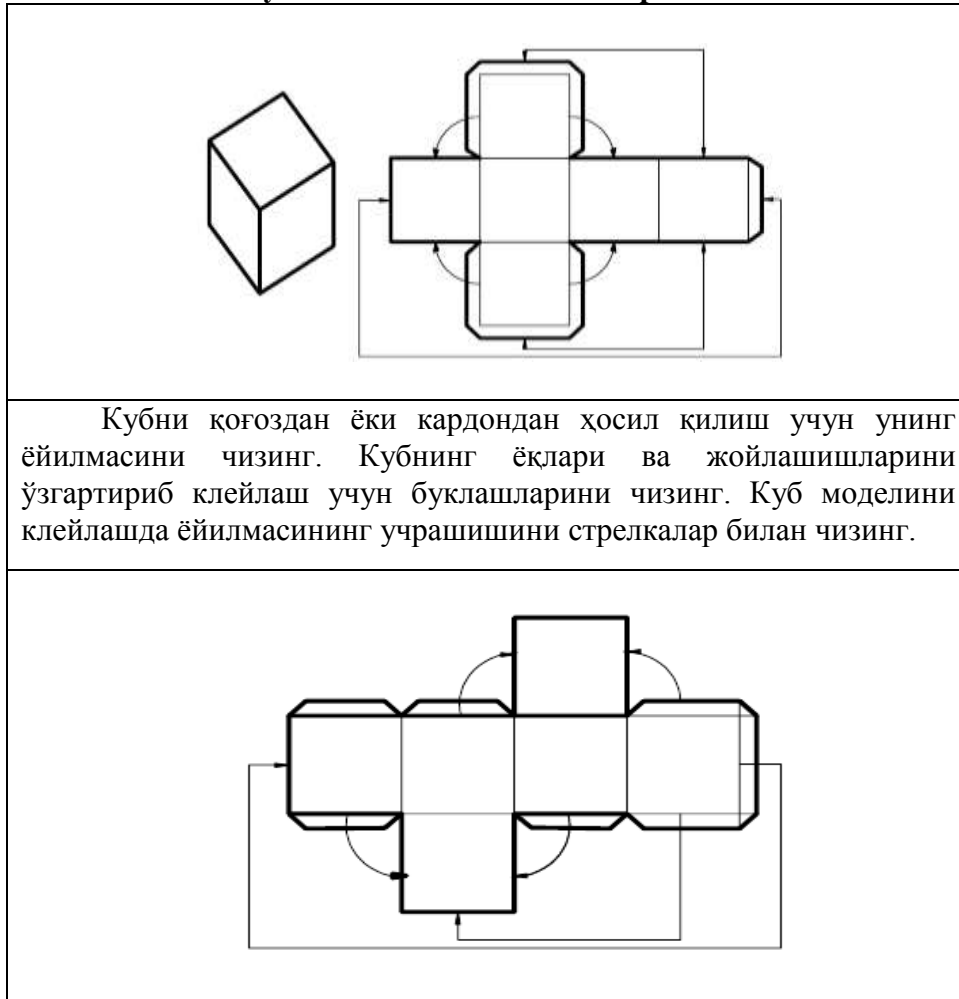 Кубни қоғоздан ёки кардондан ҳосил қилиш учун унинг
ёйилмасини чизинг. Кубнинг ёқлари ва жойлашишларини
ўзгартириб клейлаш учун буклашларини чизинг. Куб моделини
клейлашда ёйилмасининг учрашишини стрелкалар билан чизинг.